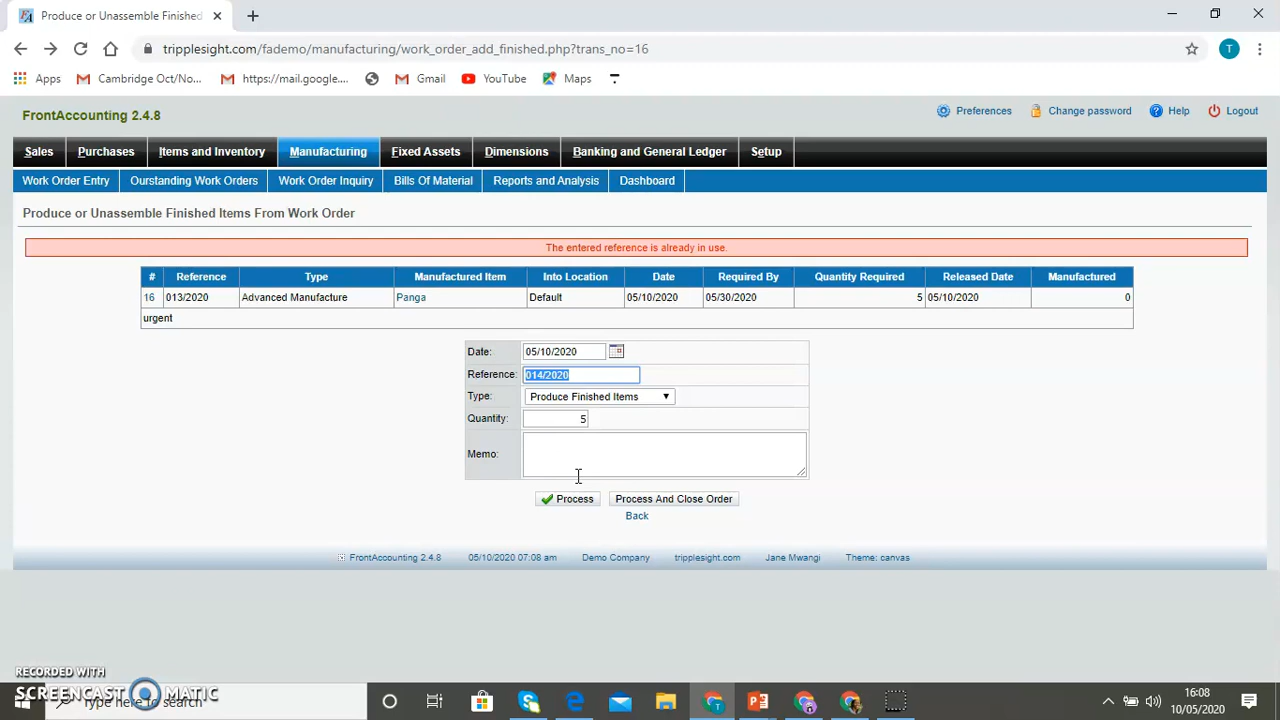 Produce or Unassemble Finished
tripplesight.com/fademo/manufacturing/work_order_add_finished.php?trans_no=16
T
Apps Cambridge Oct/No... https://mail.google.... Gmail YouTube Maps
FrontAccounting 2.4.8 Preferences Change password Help Logout
Sales Purchases Items and Inventory Manufacturing Fixed Assets Dimensions Banking and General Ledger Setup
Work Order Entry Oustranding Work Orders Work Order Inquiry Bills Of Material Reports and Analysis Dashboard
Produce or Unassemble Finished Items From Work Order
The entered reference is already in use.
# Reference Type Manufactured Item Into Location Date Required By Quantity Required Released Date Manufactured
16 013/2020 Advanced Manufacture Panga Default 05/10/2020 05/30/2020 5 05/10/2020 0
urgent
Date: 05/10/2020
Reference: 014/2020
Type: Produce Finished Items
Quantity: 5
Memo:
Process Process And Close Order
Back
FrontAccounting 2.4.8 05/10/2020 07:08 am Demo Company tripplesight.com Jane Mwangi Theme: canvas
RECORDED WITH
SCREENCAST MATIC
Type here to search
16:08
10/05/2020